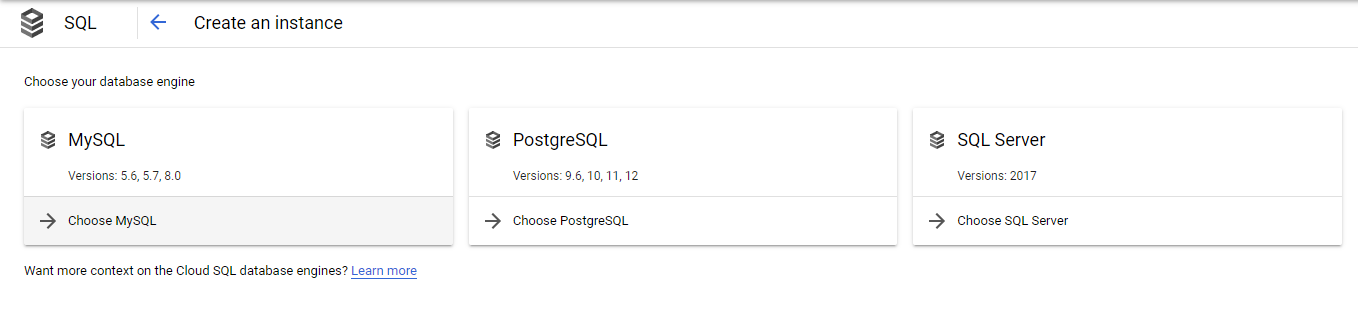 SQL
Create an instance
Choose your database engine
MySQL
Versions: 5.6, 5.7, 8.0
Choose MySQL
PostgreSQL
Versions: 9.6, 10, 11, 12
Choose PostgreSQL
SQL Server
Versions: 2017
Choose SQL Server
Want more context on the Cloud SQL database engines? Learn more